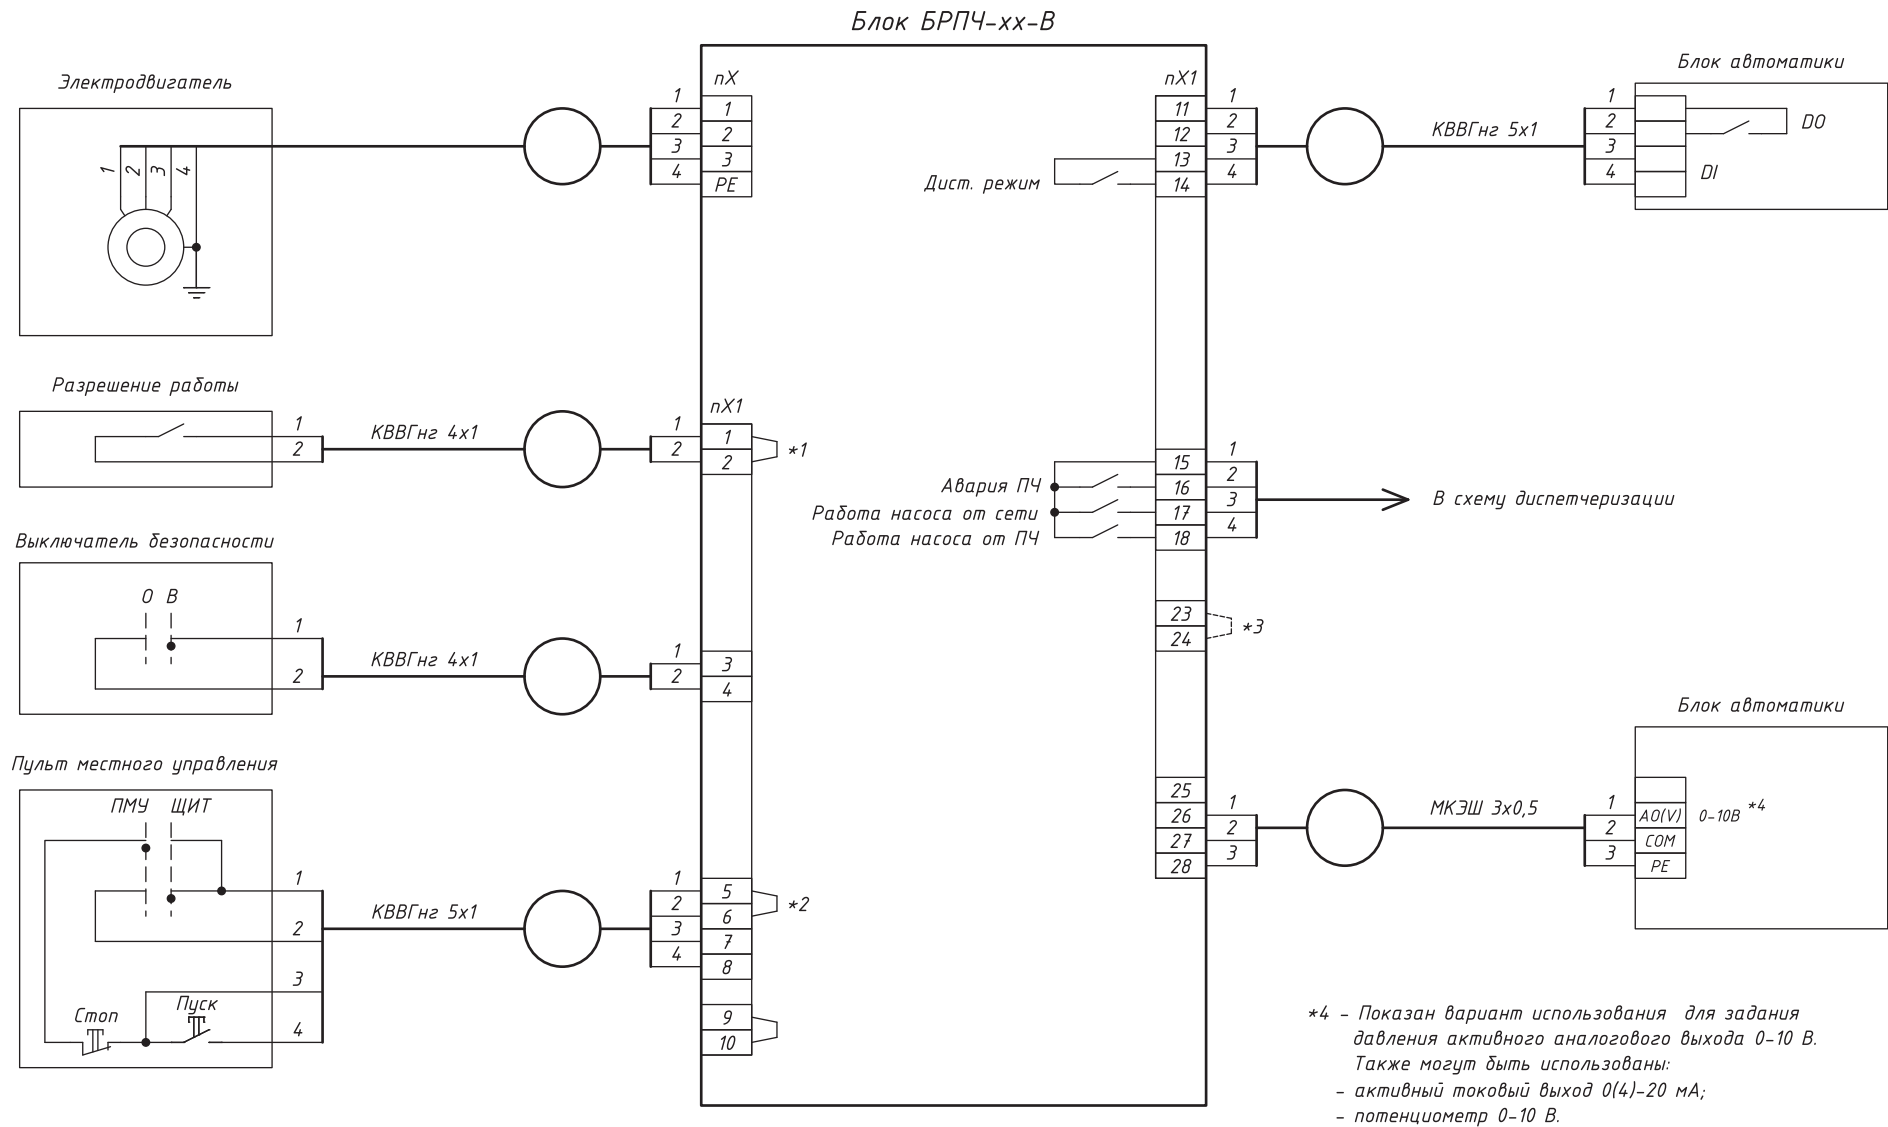 Блок БРПЧ-хх-В
Электродвигатель
1 2 3 4
1
2
3
4
пХ
1
2
3
PE
Разрешение работы
1
2
КВВГнг 4х1
1
2
пХ1
1
2
*1
Выключатель безопасности
О В
1
2
КВВГнг 4х1
1
2
3
4
Пульт местного управления
ПМУ ЩИТ
1
2
3
4
Стоп
Пуск
КВВГнг 5х1
1
2
3
4
5
6
7
8
*2
9
10
Дист. режим
пХ1
11
12
13
14
1
2
3
4
КВВГнг 5х1
Блок автоматики
1
2
3
4
DO
DI
Авария ПЧ
Работа насоса от сети
Работа насоса от ПЧ
15
16
17
18
1
2
3
4
В схему диспетчеризации
23
24
*3
25
26
27
28
1
2
3
МКЭШ 3х0,5
Блок автоматики
1
2
3
AO(V)
COM
PE
0-10В *4
*4 - Показан вариант использования для задания
давления активного аналогового выхода 0-10 В.
Также могут быть использованы:
- активный токовый выход 0(4)-20 мА;
- потенциометр 0-10 В.